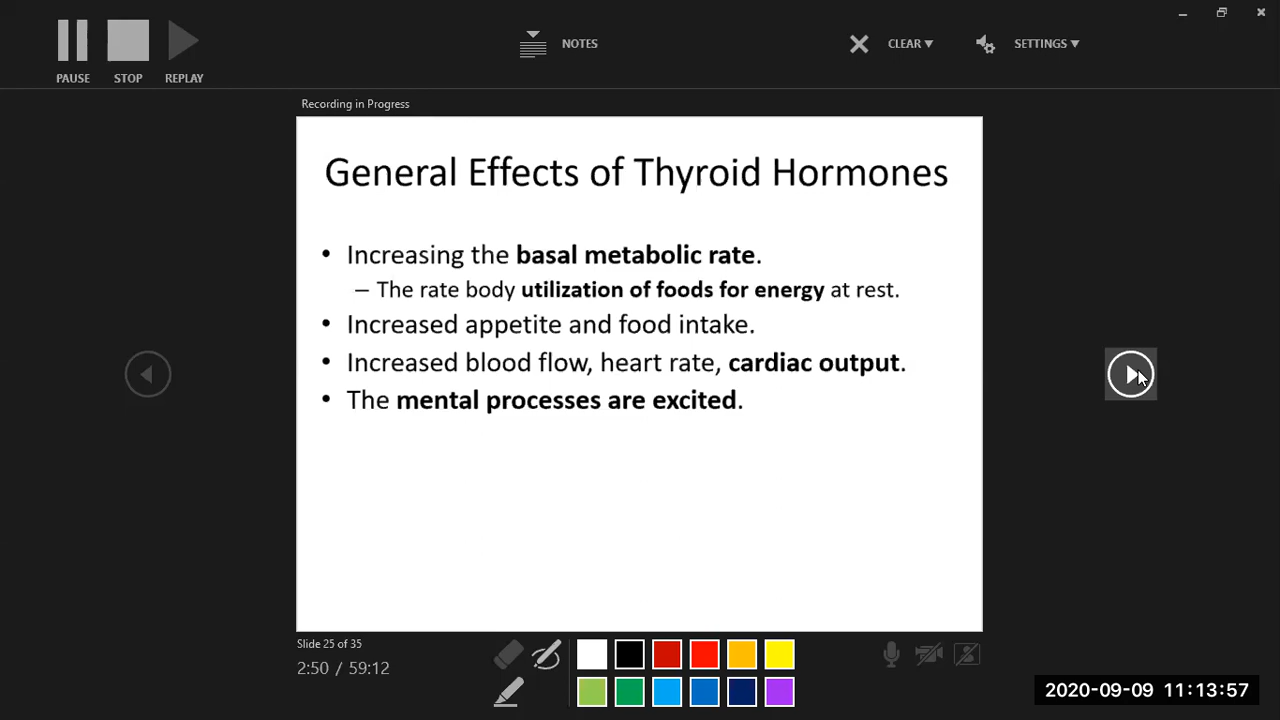 PAUSE STOP REPLAY
NOTES
CLEAR
SETTINGS
Recording in Progress
General Effects of Thyroid Hormones
• Increasing the basal metabolic rate.
– The rate body utilization of foods for energy at rest.
• Increased appetite and food intake.
• Increased blood flow, heart rate, cardiac output.
• The mental processes are excited.
Slide 25 of 35
2:50 / 59:12
2020-09-09 11:13:57